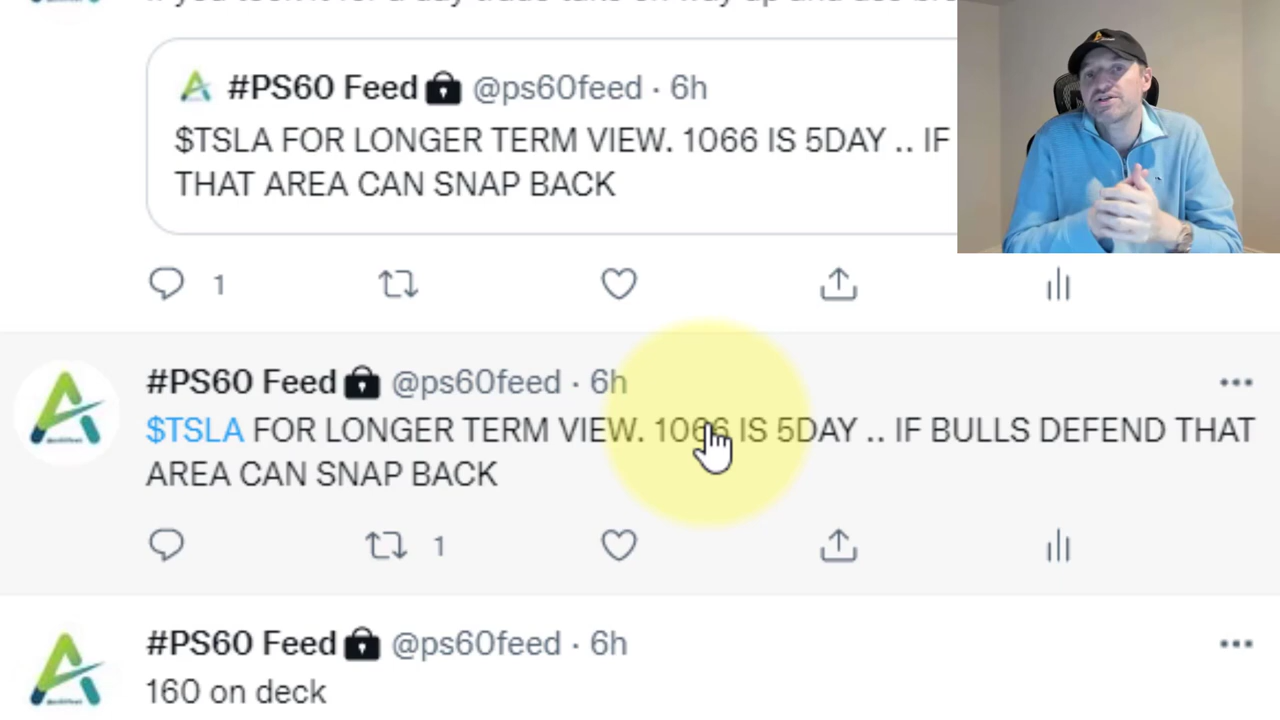 #PS60 Feed @ps60feed · 6h
$TSLA FOR LONGER TERM VIEW. 1066 IS 5DAY .. IF
THAT AREA CAN SNAP BACK
1
#PS60 Feed @ps60feed · 6h
$TSLA FOR LONGER TERM VIEW. 1066 IS 5DAY .. IF BULLS DEFEND THAT
AREA CAN SNAP BACK
1
#PS60 Feed @ps60feed · 6h
160 on deck